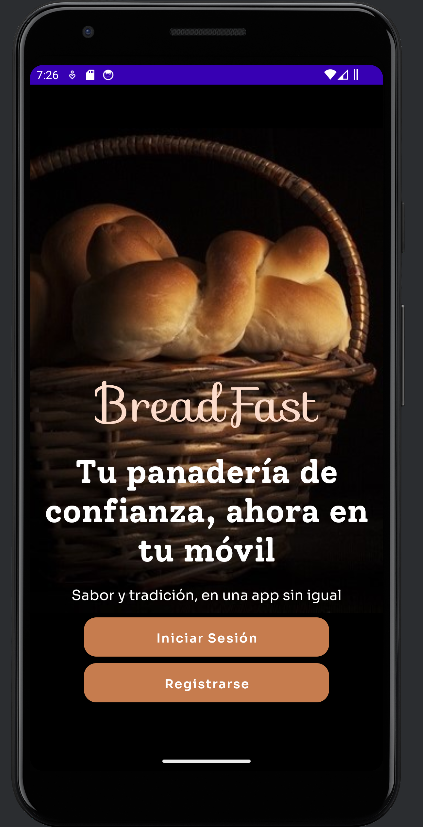 7:26
BreadFast
Tu panadería de
confianza, ahora en
tu móvil
Sabor y tradición, en una app sin igual
Iniciar Sesión
Registrarse